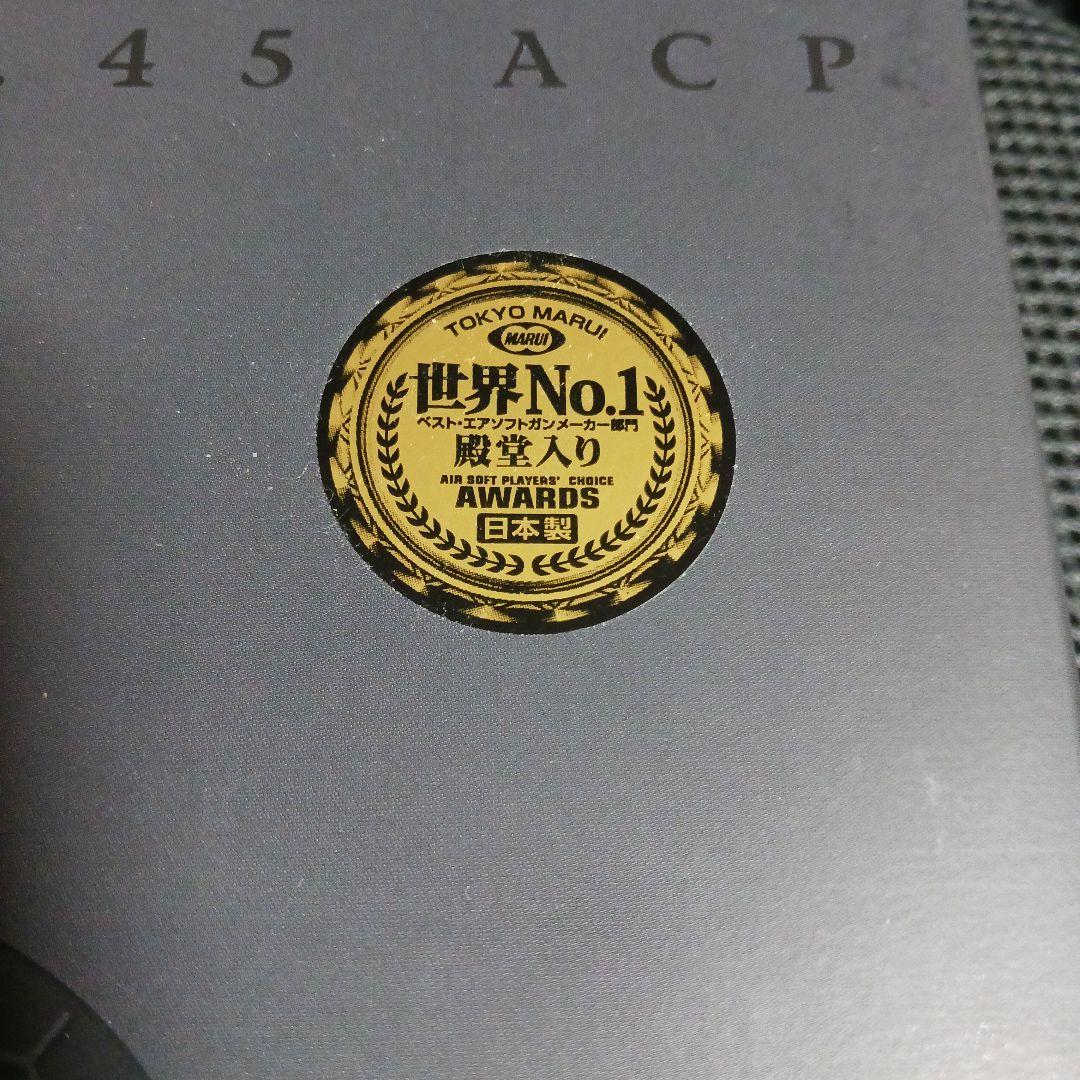 .45 ACP
TOKYO MARUI
MARUI
世界No.1
ベスト・エアソフトガンメーカー部門
殿堂入り
AIR SOFT PLAYERS' CHOICE
AWARDS
日本製